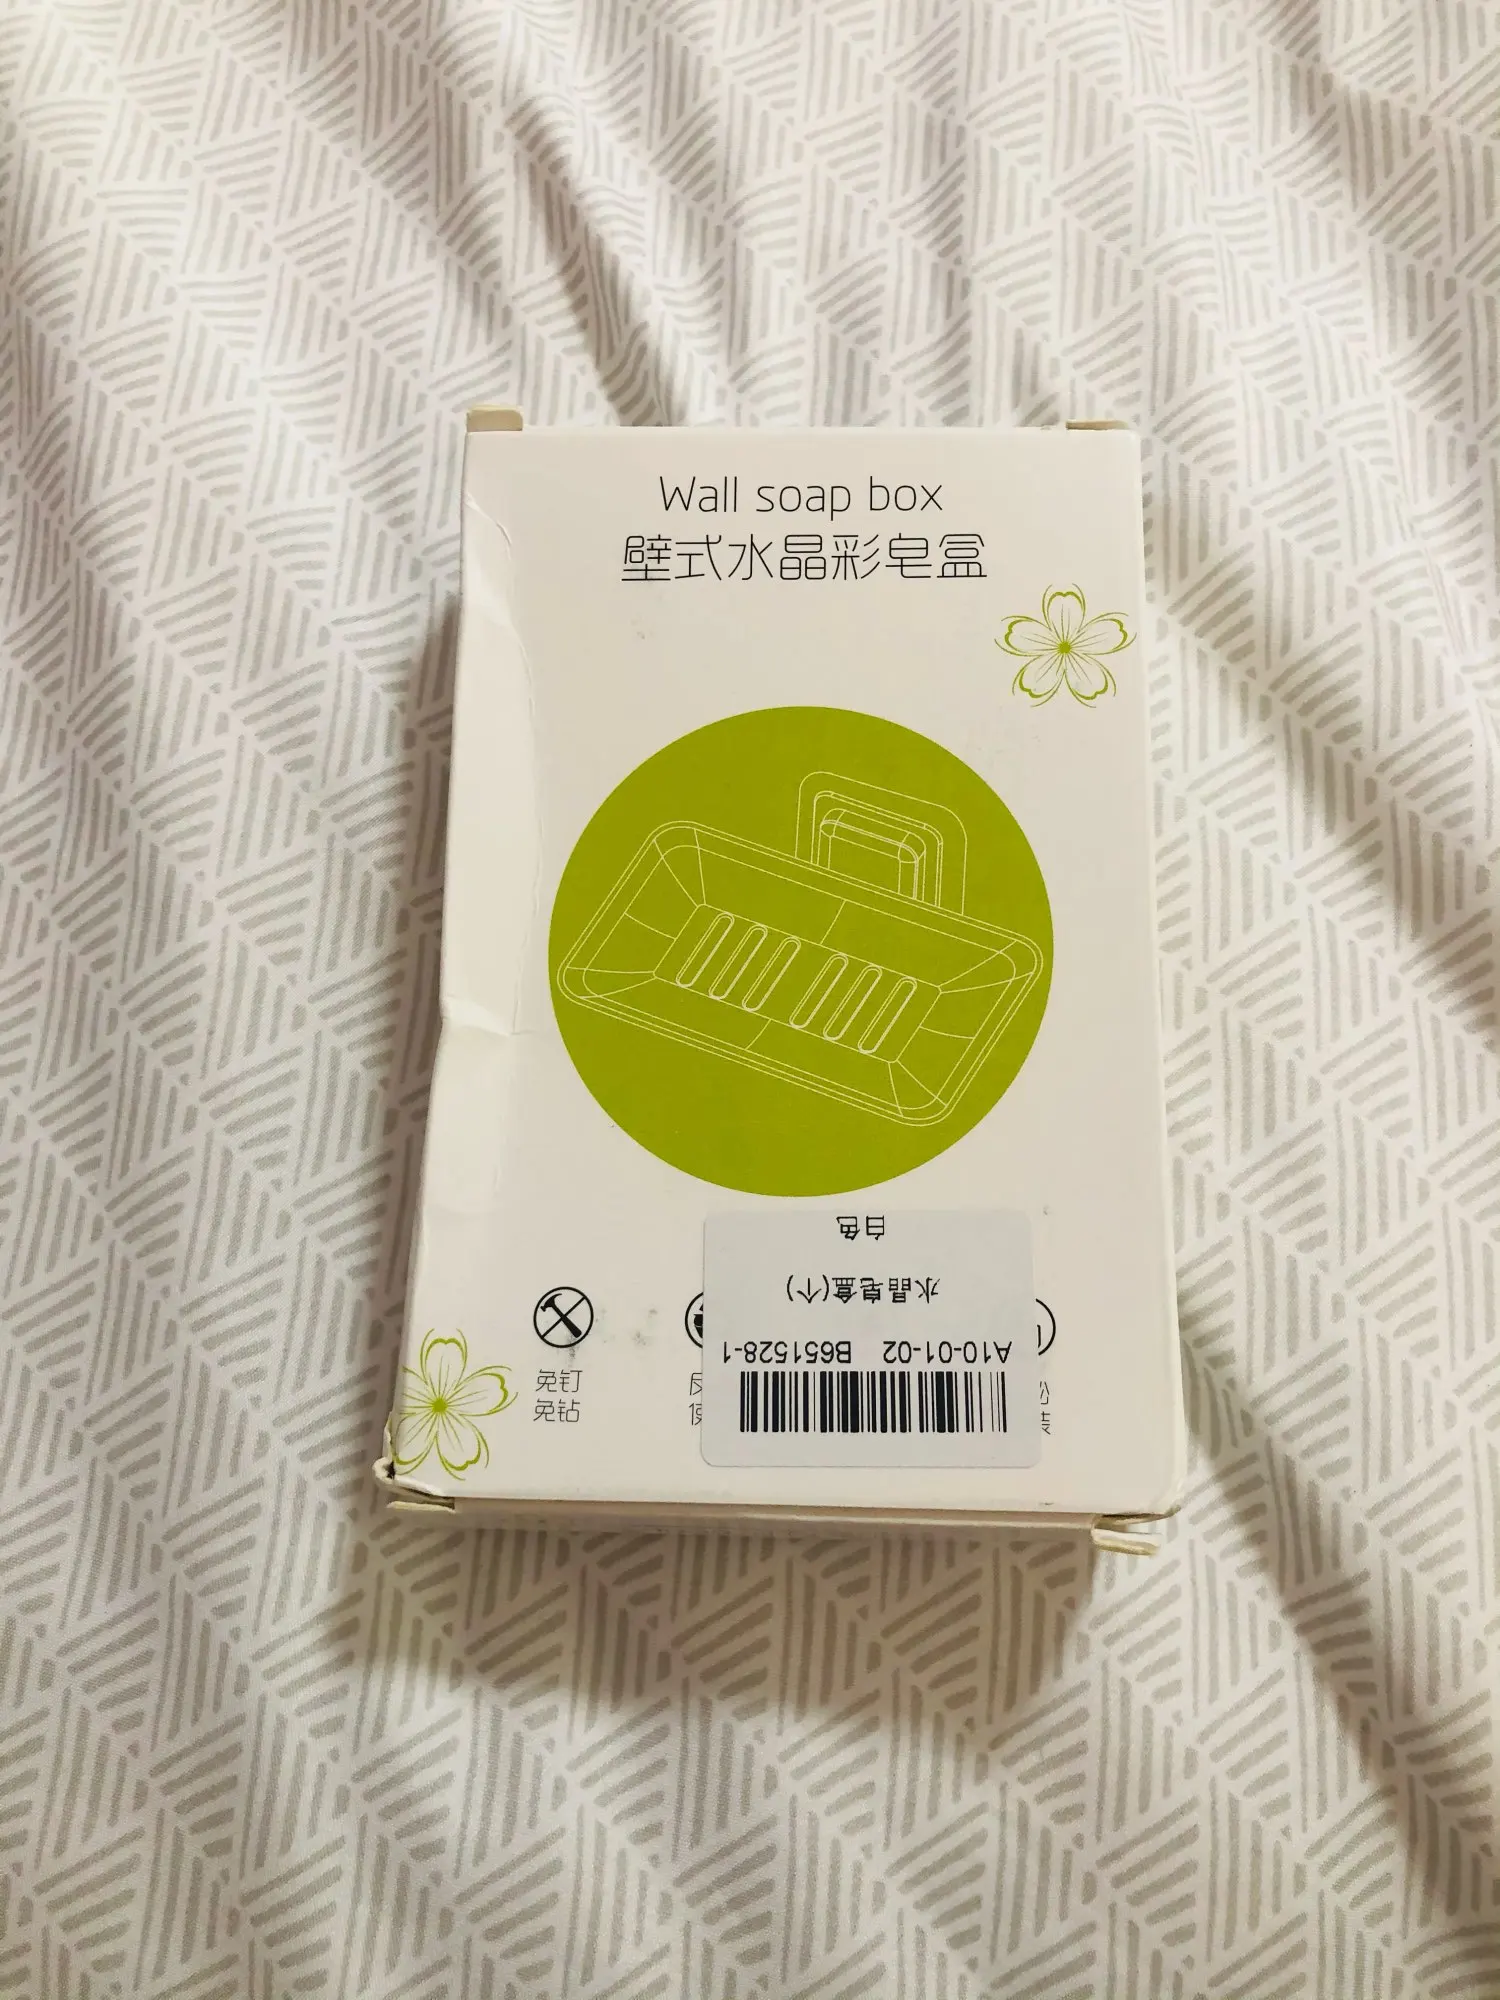 Wall soap box
壁式水晶彩皂盒
免钉
免钻
A10-01-02 B651528-1
水晶皂盒(个)
白色